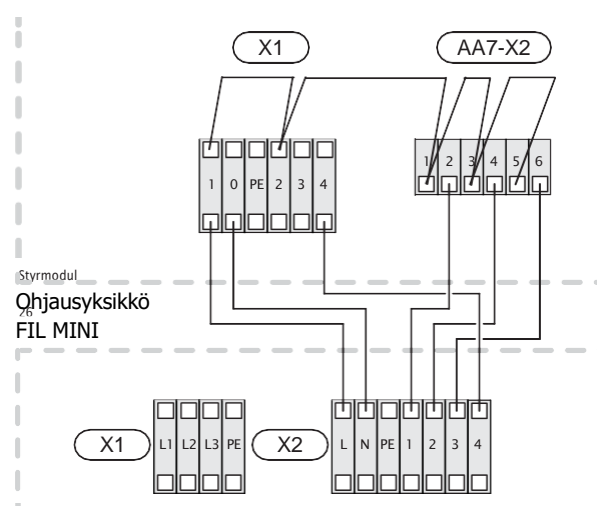 X1 AA7-X2
1 0 PE 2 3 4
1 2 3 4 5 6
Styrmodul
Ohjausyksikkö
26
FIL MINI
X1 L1 L2 L3 PE X2 L N PE 1 2 3 4